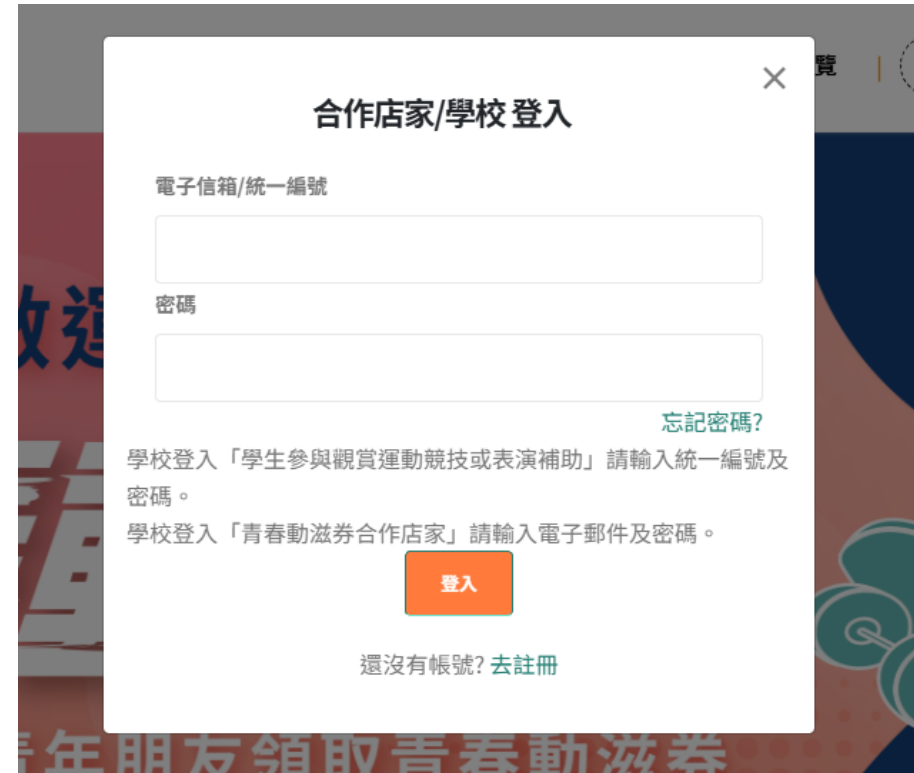 覽 |
×
合作店家/學校 登入
電子信箱/統一編號
密碼
忘記密碼?
學校登入「學生參與觀賞運動競技或表演補助」請輸入統一編號及
密碼。
學校登入「青春動滋券合作店家」請輸入電子郵件及密碼。
登入
還沒有帳號? 去註冊
年朋友領取青春動滋券